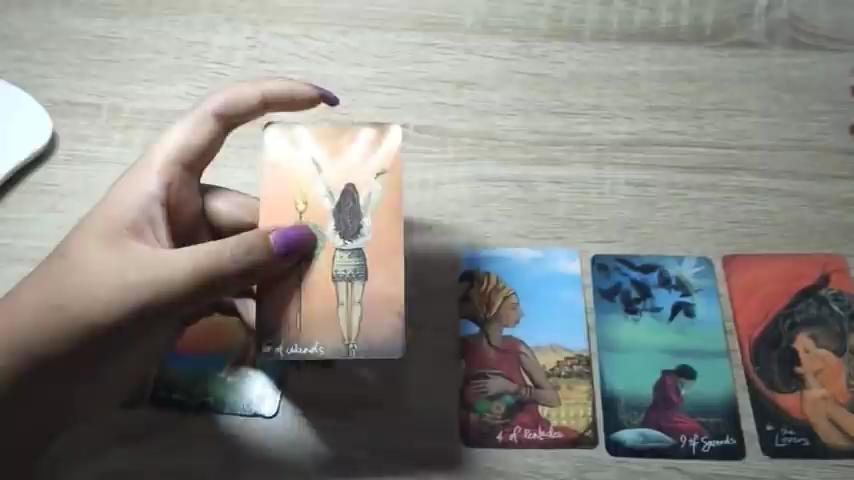 of wands
4 of Pentacles
9 of Swords
the
Lovers